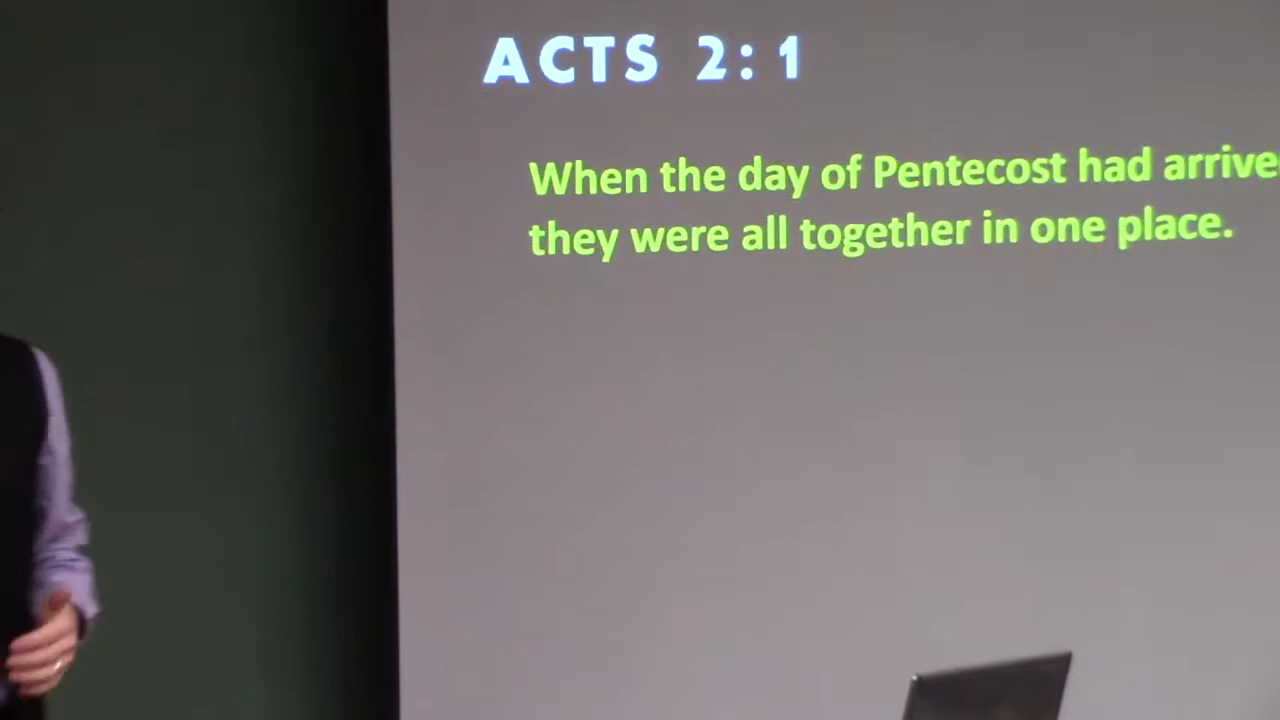 ACTS 2:1
When the day of Pentecost had arrive
they were all together in one place.